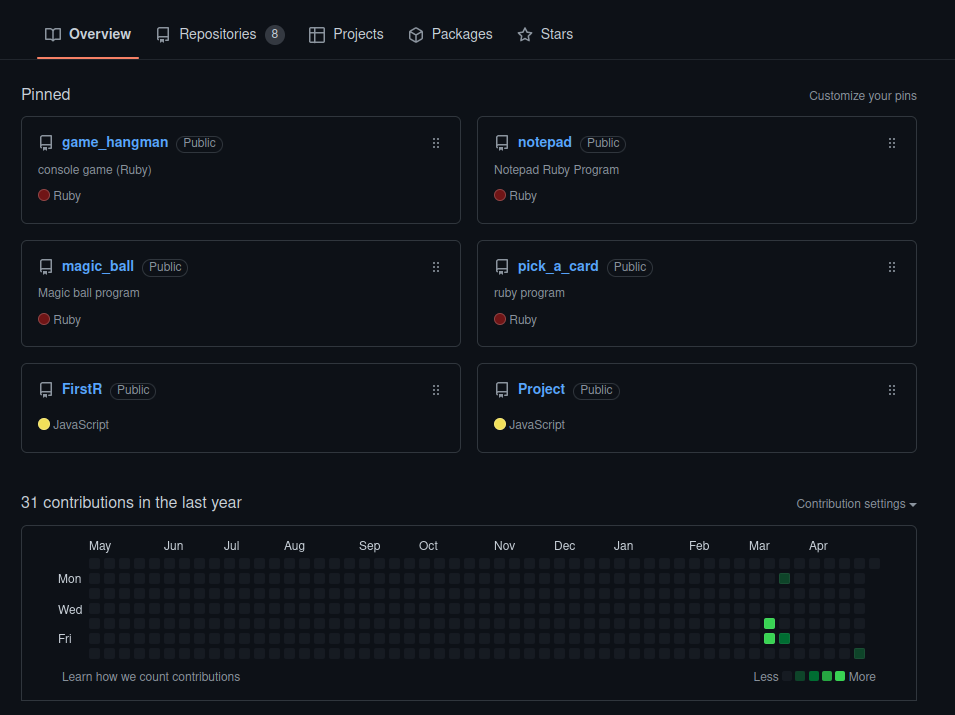 Overview Repositories 8 Projects Packages Stars
Pinned Customize your pins
game_hangman Public
console game (Ruby)
Ruby
notepad Public
Notepad Ruby Program
Ruby
magic_ball Public
Magic ball program
Ruby
pick_a_card Public
ruby program
Ruby
FirstR Public
JavaScript
Project Public
JavaScript
31 contributions in the last year Contribution settings
May Jun Jul Aug Sep Oct Nov Dec Jan Feb Mar Apr
Mon
Wed
Fri
Learn how we count contributions Less More